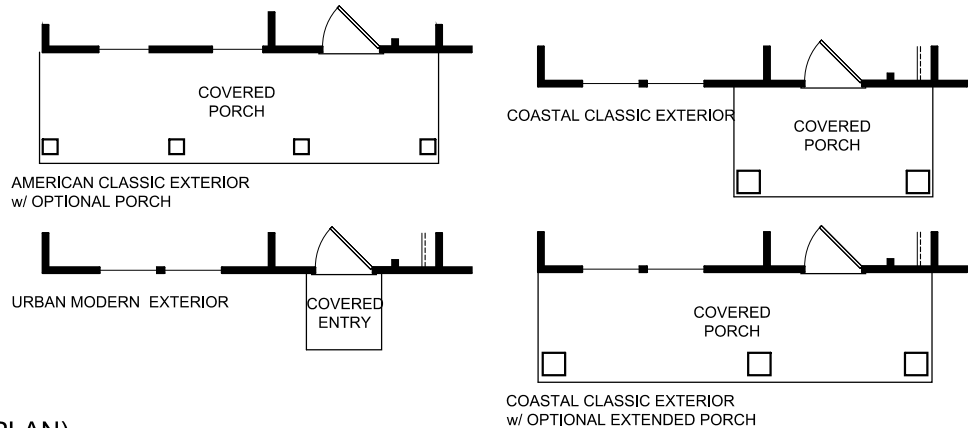 COVERED
PORCH
AMERICAN CLASSIC EXTERIOR
w/ OPTIONAL PORCH
COASTAL CLASSIC EXTERIOR
COVERED
PORCH
URBAN MODERN EXTERIOR
COVERED
ENTRY
COVERED
PORCH
COASTAL CLASSIC EXTERIOR
w/ OPTIONAL EXTENDED PORCH
PLAN)